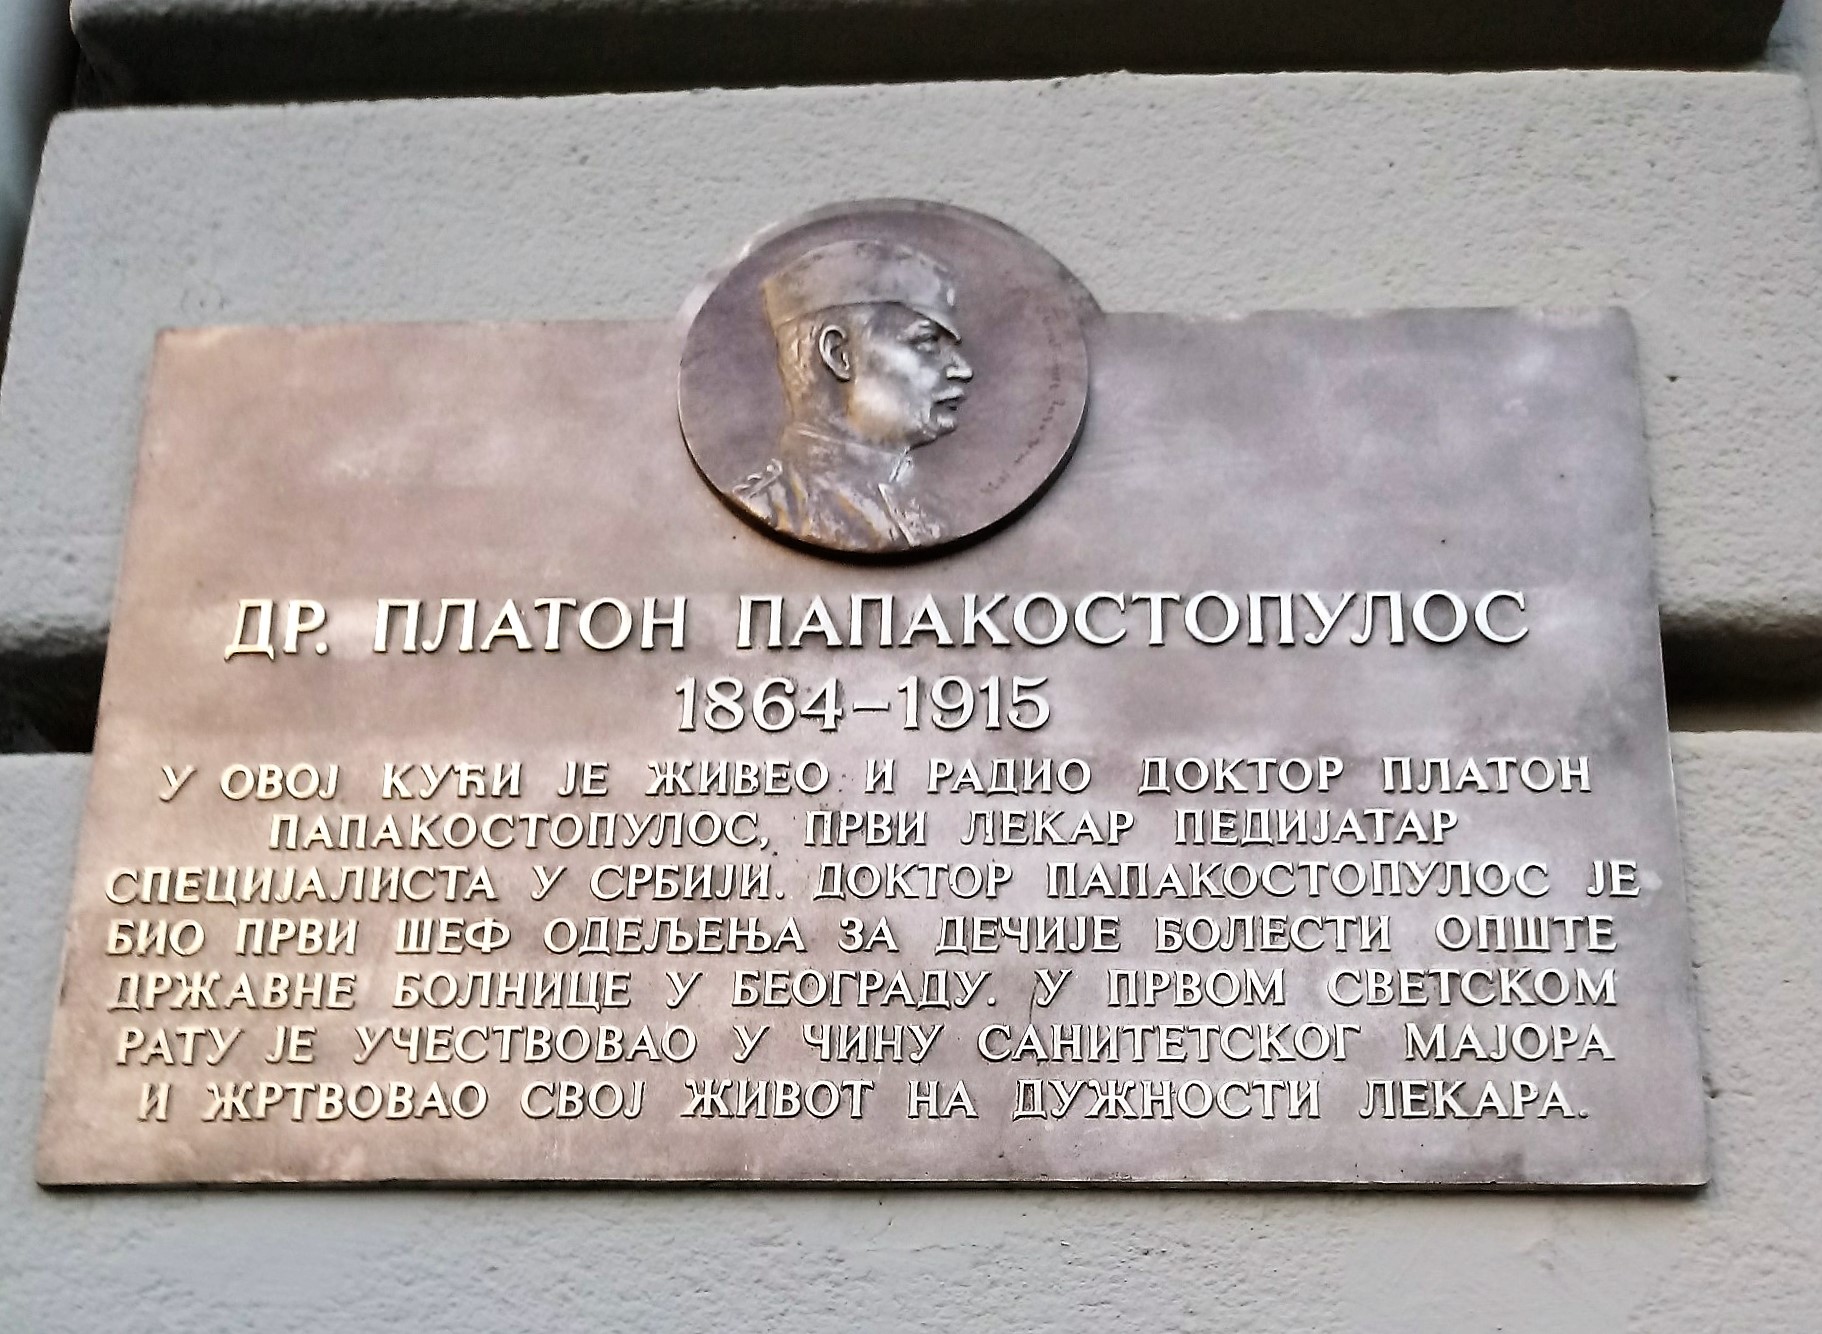 ДР. ПЛАТОН ПАПАКОСТОПУЛОС
1864–1915
У ОВОЈ КУЋИ ЈЕ ЖИВЕО И РАДИО ДОКТОР ПЛАТОН
ПАПАКОСТОПУЛОС, ПРВИ ЛЕКАР ПЕДИЈАТАР
СПЕЦИЈАЛИСТА У СРБИЈИ. ДОКТОР ПАПАКОСТОПУЛОС ЈЕ
БИО ПРВИ ШЕФ ОДЕЉЕЊА ЗА ДЕЧИЈЕ БОЛЕСТИ ОПШТЕ
ДРЖАВНЕ БОЛНИЦЕ У БЕОГРАДУ. У ПРВОМ СВЕТСКОМ
РАТУ ЈЕ УЧЕСТВОВАО У ЧИНУ САНИТЕТСКОГ МАЈОРА
И ЖРТВОВАО СВОЈ ЖИВОТ НА ДУЖНОСТИ ЛЕКАРА.